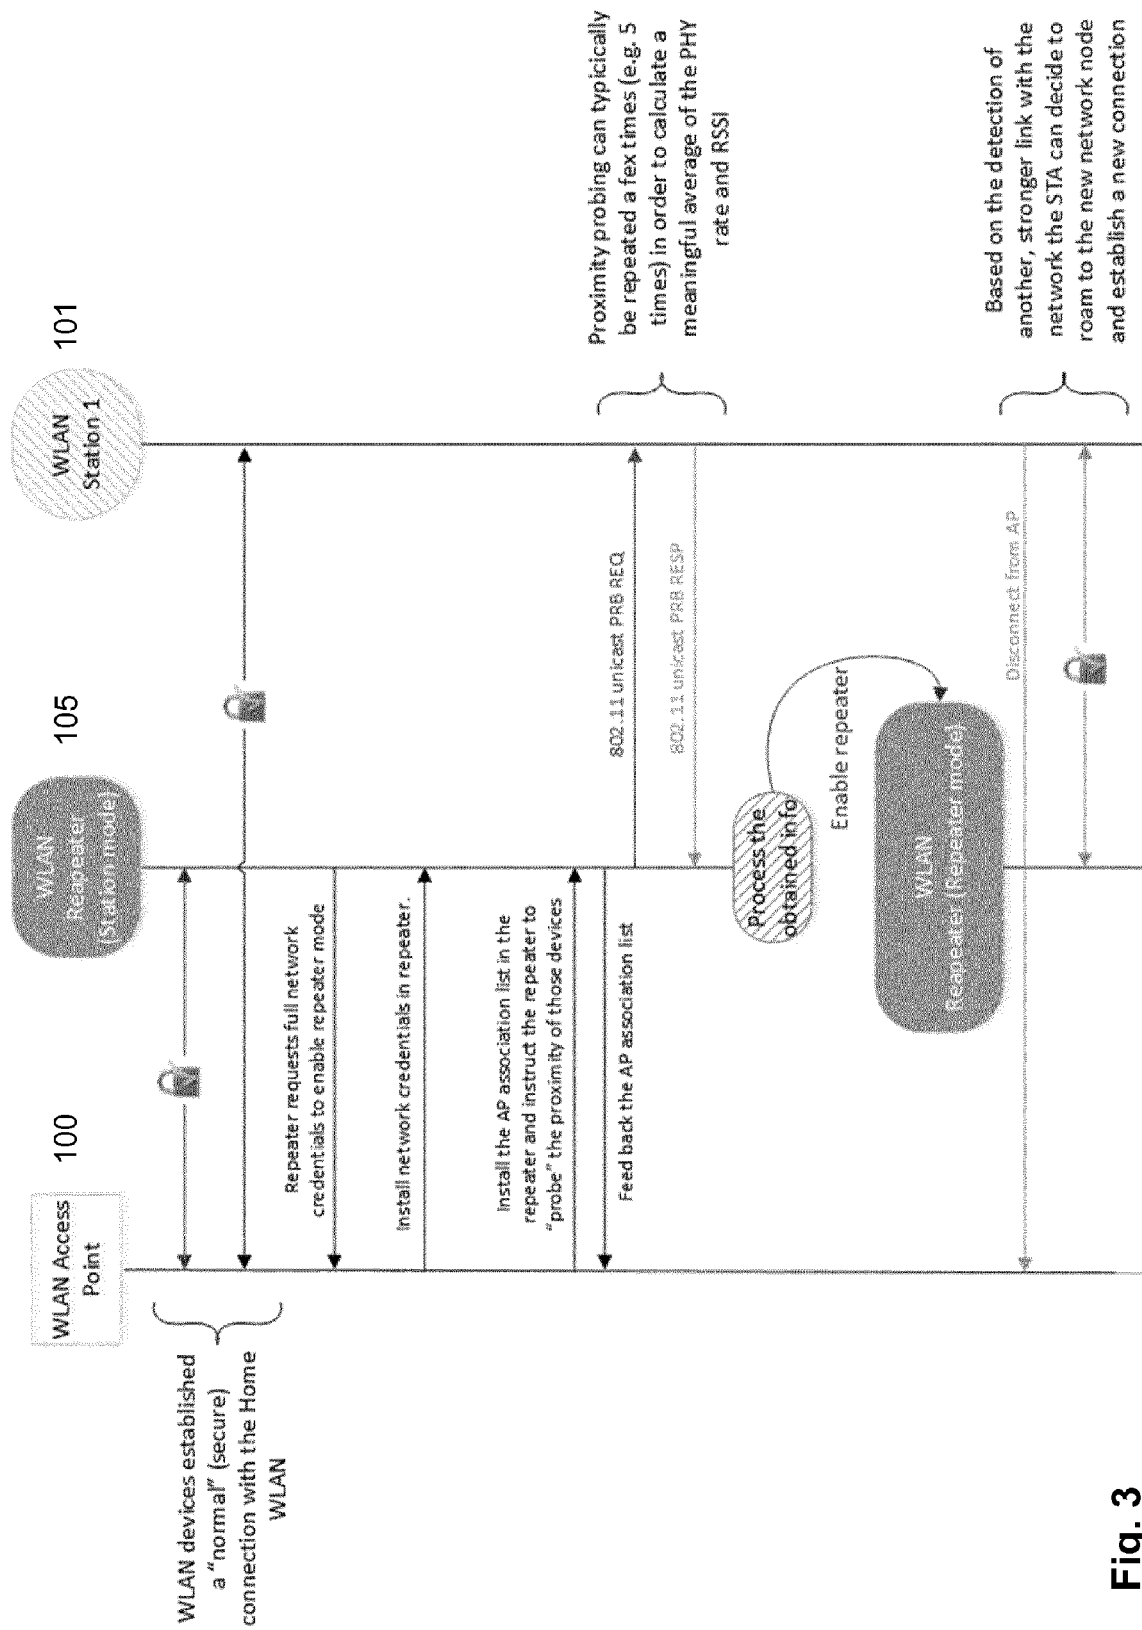 WLAN Access
Point
100
WLAN
Reapeater
(Station mode)
105
WLAN
Station 1
101
WLAN devices established
a "normal" (secure)
connection with the Home
WLAN
Repeater requests full network
credentials to enable repeater mode
Install network credentials in repeater.
Install the AP association list in the
repeater and instruct the repeater to
"probe" the proximity of those devices
Feed back the AP association list
802.11 unicast PRB REQ
802.11 unicast PRB RESP
Proximity probing can typicically
be repeated a fex times (e.g. 5
times) in order to calculate a
meaningful average of the PHY
rate and RSSI
Process the
obtained info
Enable repeater
WLAN
Reapeater (Repeater mode)
Disconnect from AP
Based on the detection of
another, stronger link with the
network the STA can decide to
roam to the new network node
and establish a new connection
Fig. 3